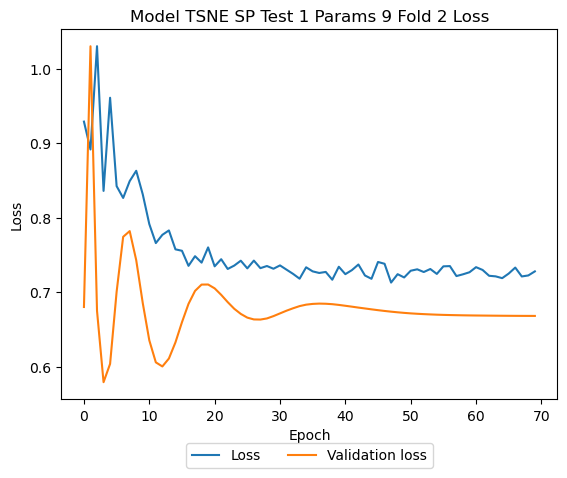 Model TSNE SP Test 1 Params 9 Fold 2 Loss
1.0
0.9
0.8
0.7
0.6
Loss
0 10 20 30 40 50 60 70
Epoch
Loss Validation loss